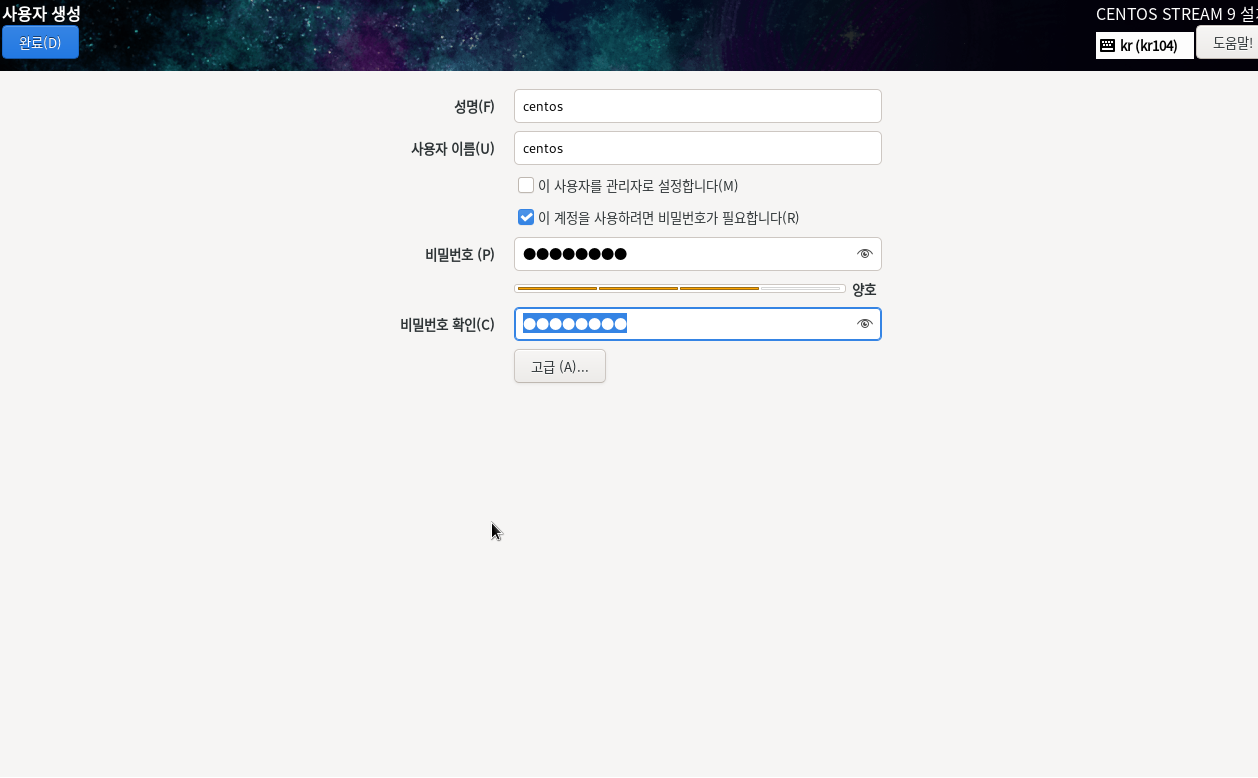 사용자 생성
CENTOS STREAM 9 설
완료(D)
kr (kr104)
도움말!
성명(F)
centos
사용자 이름(U)
centos
이 사용자를 관리자로 설정합니다(M)
이 계정을 사용하려면 비밀번호가 필요합니다(R)
비밀번호 (P)
●●●●●●●●
양호
비밀번호 확인(C)
●●●●●●●●
고급 (A)...